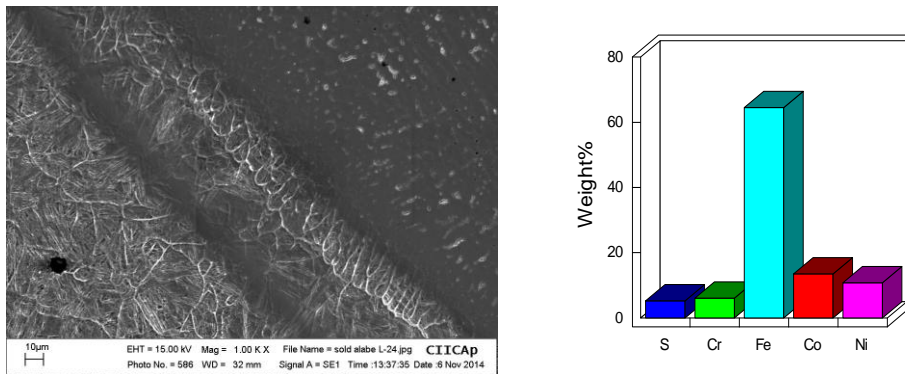 10µm
EHT = 15.00 kV Mag = 1.00 K X File Name = sold alabe L-24.jpg CIICAp
Photo No. = 586 WD = 32 mm Signal A = SE1 Time :13:37:35 Date :6 Nov 2014
Weight%
80
60
40
20
0
S Cr Fe Co Ni